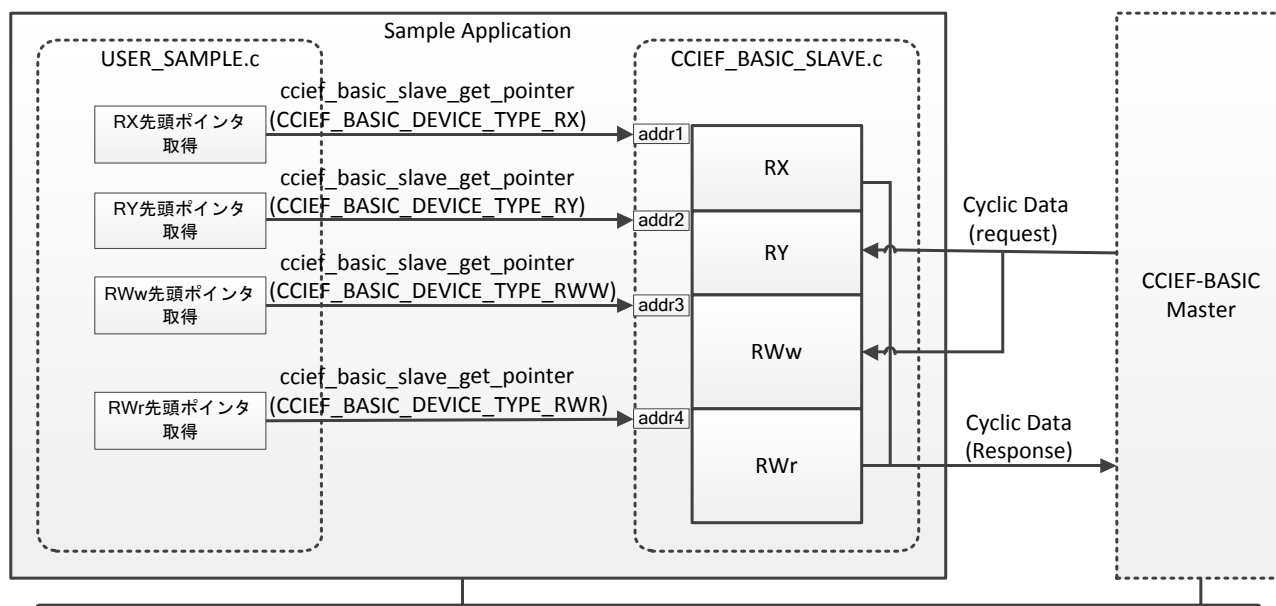 Sample Application
USER_SAMPLE.c
CCIEF_BASIC_SLAVE.c
RX先頭ポインタ
取得
ccief_basic_slave_get_pointer
(CCIEF_BASIC_DEVICE_TYPE_RX)
addr1
RX
RY先頭ポインタ
取得
ccief_basic_slave_get_pointer
(CCIEF_BASIC_DEVICE_TYPE_RY)
addr2
RY
RWw先頭ポインタ
取得
ccief_basic_slave_get_pointer
(CCIEF_BASIC_DEVICE_TYPE_RWW)
addr3
RWw
RWr先頭ポインタ
取得
ccief_basic_slave_get_pointer
(CCIEF_BASIC_DEVICE_TYPE_RWR)
addr4
RWr
Cyclic Data
(request)
Cyclic Data
(Response)
CCIEF-BASIC
Master